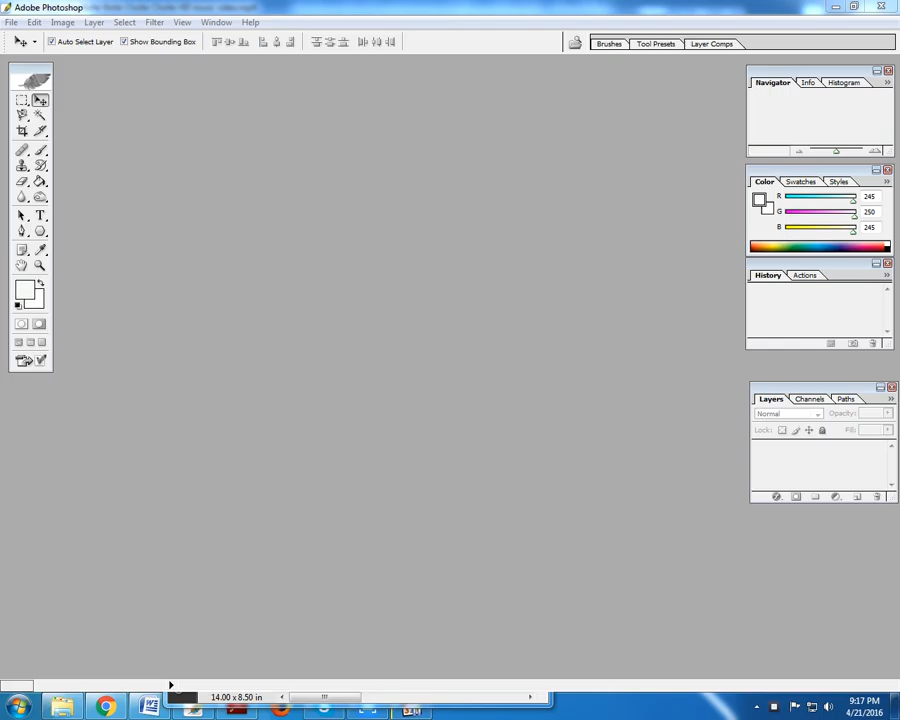 Adobe Photoshop
File Edit Image Layer Select Filter View Window Help
Auto Select Layer Show Bounding Box Brushes Tool Presets Layer Comps
Navigator Info Histogram
Color Swatches Styles
R 245
G 250
B 245
History Actions
Layers Channels Paths
Normal Opacity:
Lock: Fill:
14.00 x 8.50 in
9:17 PM
4/21/2016